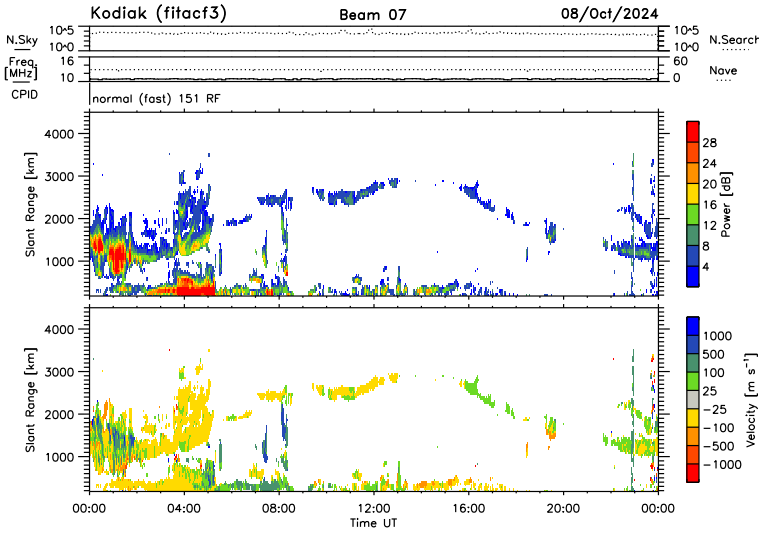 Kodiak (fitacf3) Beam 07 08/Oct/2024
N.Sky 10^5 10^0 10^5 10^0 N.Search
Freq. [MHz] 16 10 60 0 Nave
CPID normal (fast) 151 RF
Slant Range [km] 4000 3000 2000 1000
28 24 20 16 12 8 4 Power [dB]
Slant Range [km] 4000 3000 2000 1000
1000 500 100 25 −25 −100 −500 −1000 Velocity [m s⁻¹]
00:00 04:00 08:00 12:00 16:00 20:00 00:00
Time UT